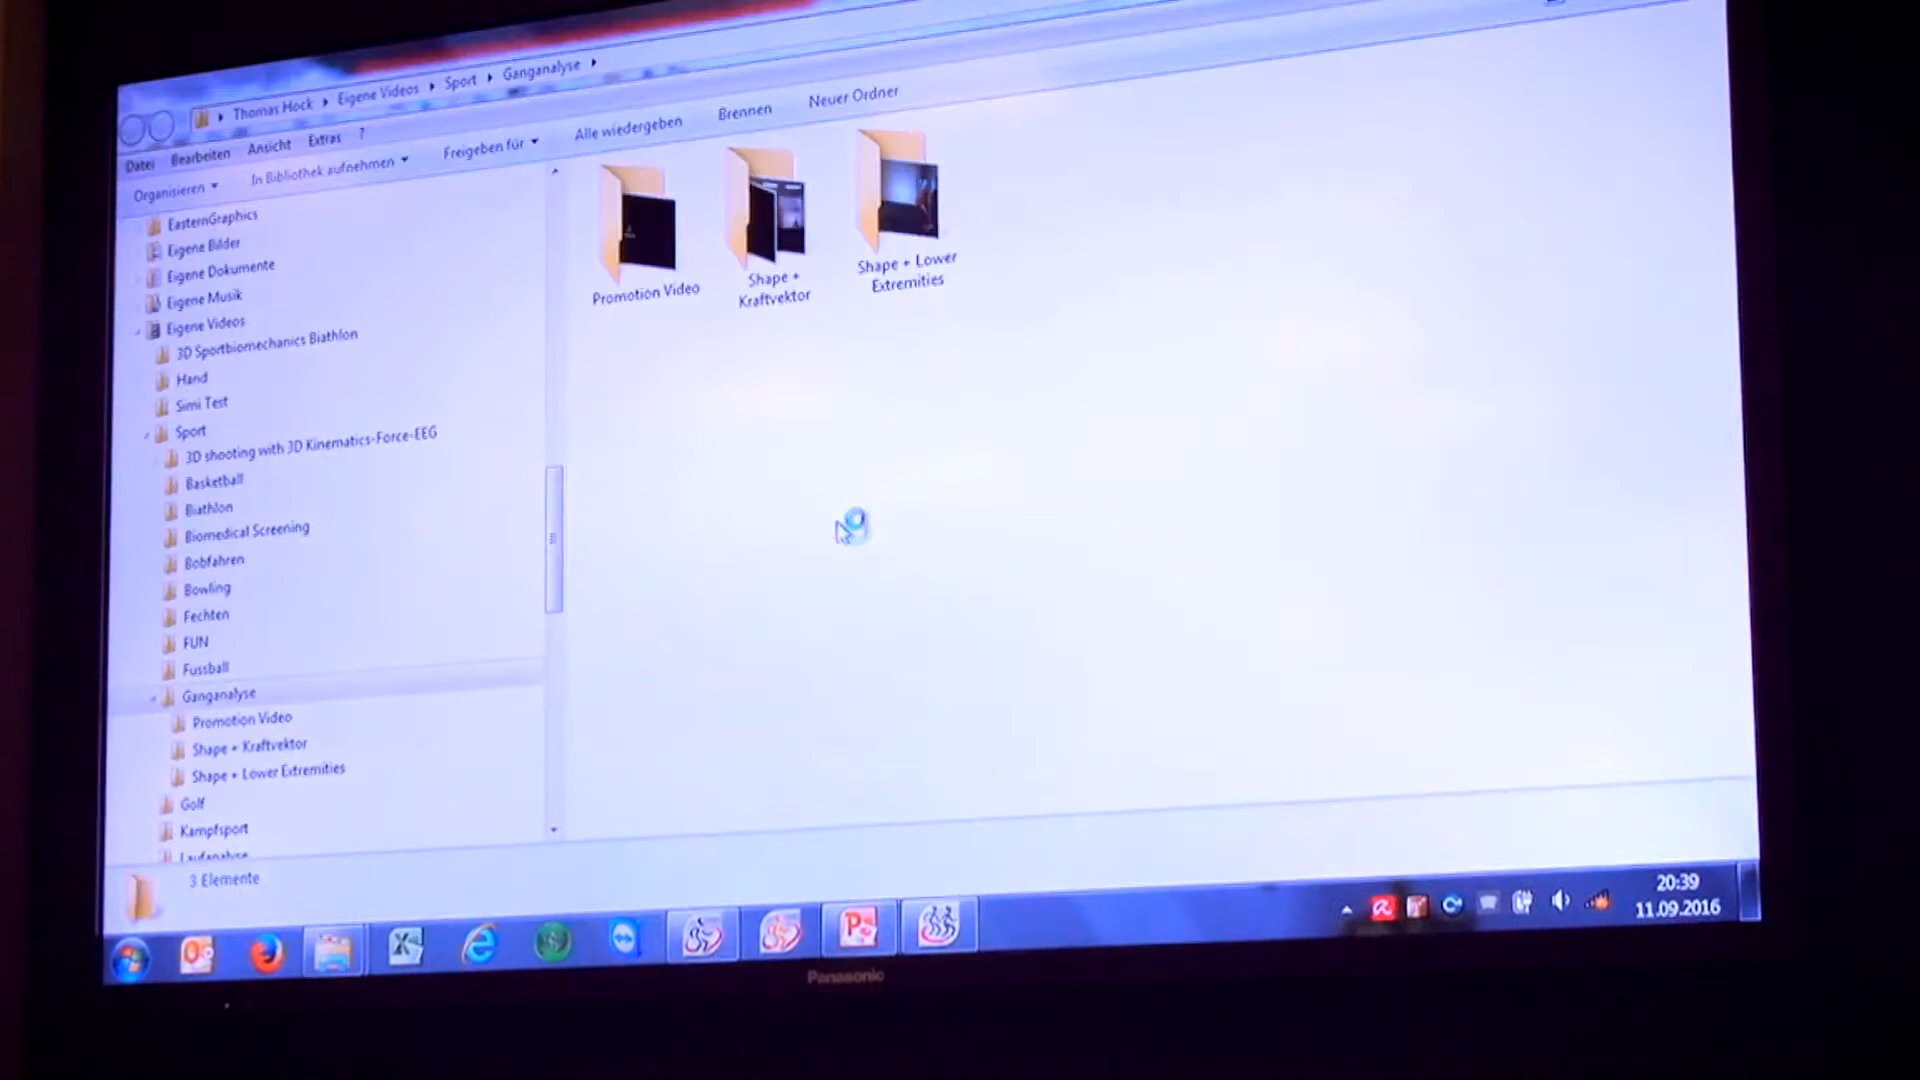 Thomas Hock Eigene Videos Sport Ganganalyse
Datei Bearbeiten Ansicht Extras ?
Organisieren In Bibliothek aufnehmen Freigeben für Alle wiedergeben Brennen Neuer Ordner
EasternGraphics
Eigene Bilder
Eigene Dokumente
Eigene Musik
Eigene Videos
3D Sportbiomechanics Biathlon
Hand
Simi Test
Sport
3D shooting with 3D Kinematics-Force-EEG
Basketball
Biathlon
Biomedical Screening
Bobfahren
Bowling
Fechten
FUN
Fussball
Ganganalyse
Promotion Video
Shape + Kraftvektor
Shape + Lower Extremities
Golf
Kampfsport
Laufanalyse
Promotion Video
Shape +
Kraftvektor
Shape + Lower
Extremities
3 Elemente
20:39
11.09.2016
Panasonic